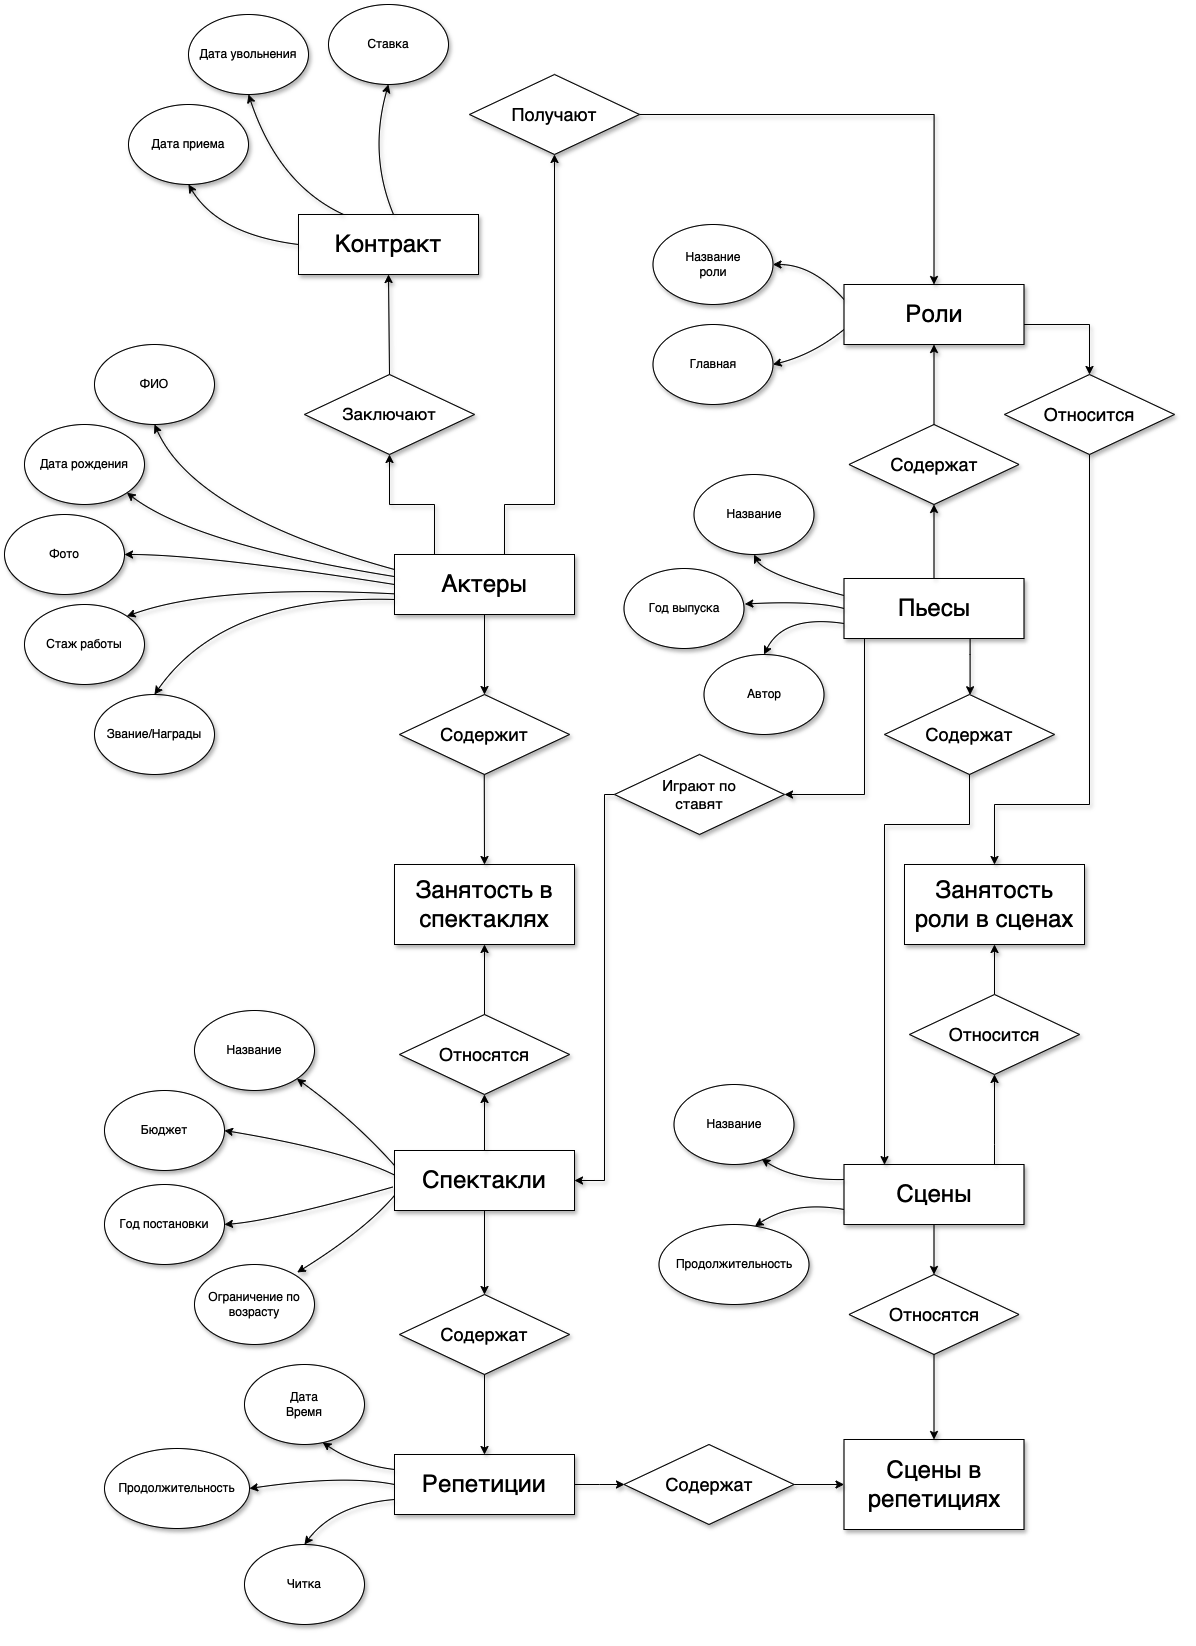 Ставка
Дата увольнения
Дата приема
Получают
Контракт
Название
роли
Роли
Главная
ФИО
Заключают
Относится
Дата рождения
Содержат
Название
Фото
Актеры
Год выпуска
Пьесы
Стаж работы
Автор
Звание/Награды
Содержит
Содержат
Играют по
ставят
Занятость в
спектаклях
Занятость
роли в сценах
Относится
Название
Относятся
Название
Бюджет
Спектакли
Сцены
Год постановки
Продолжительность
Ограничение по
возрасту
Относятся
Содержат
Дата
Время
Продолжительность
Репетиции
Содержат
Сцены в
репетициях
Читка